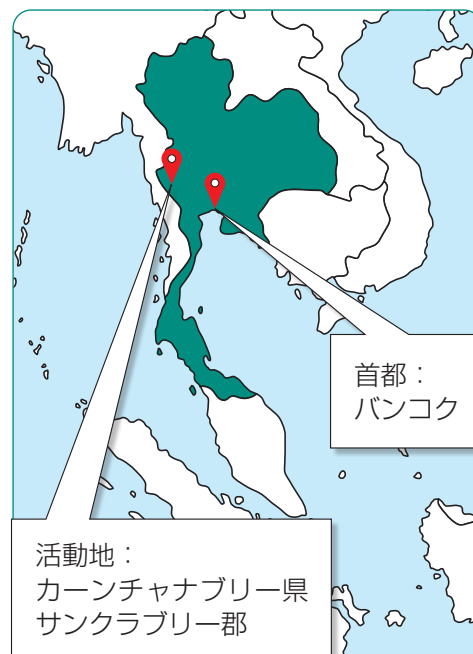 首都：
バンコク
活動地：
カーンチャナブリー県
サンクラブリー郡